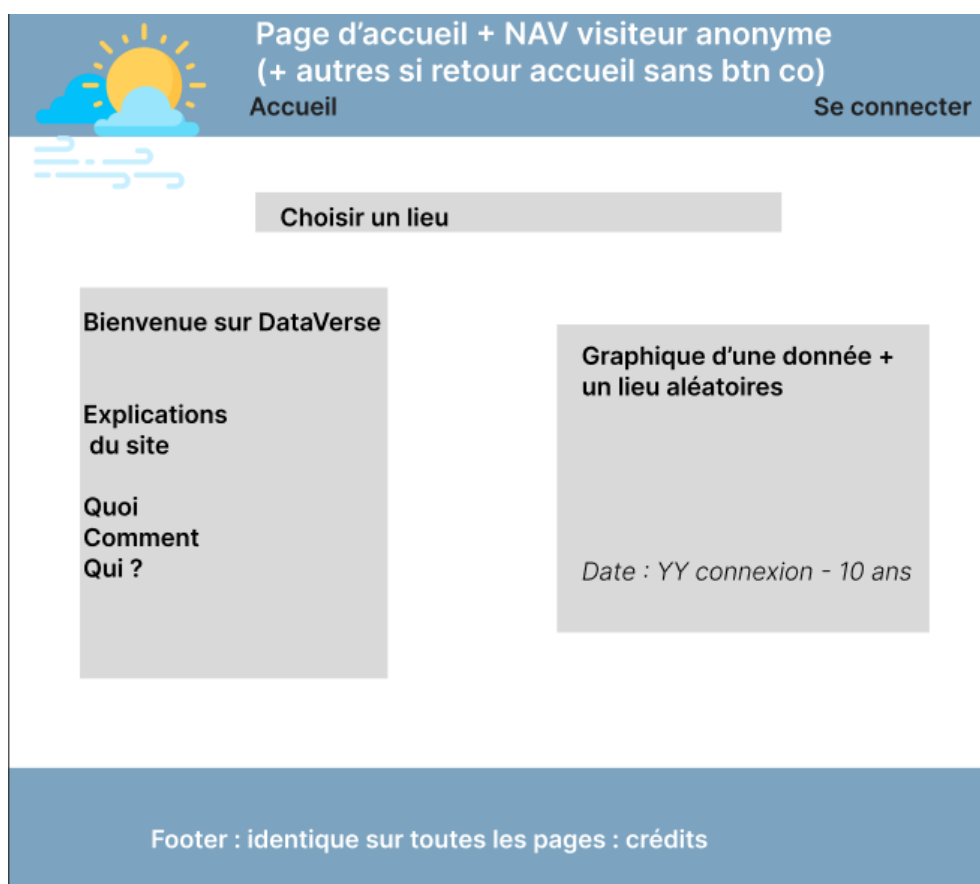 Page d'accueil + NAV visiteur anonyme
(+ autres si retour accueil sans btn co)
Accueil
Se connecter
Choisir un lieu
Bienvenue sur DataVerse
Explications
du site
Quoi
Comment
Qui ?
Graphique d'une donnée +
un lieu aléatoires
Date : YY connexion - 10 ans
Footer : identique sur toutes les pages : crédits